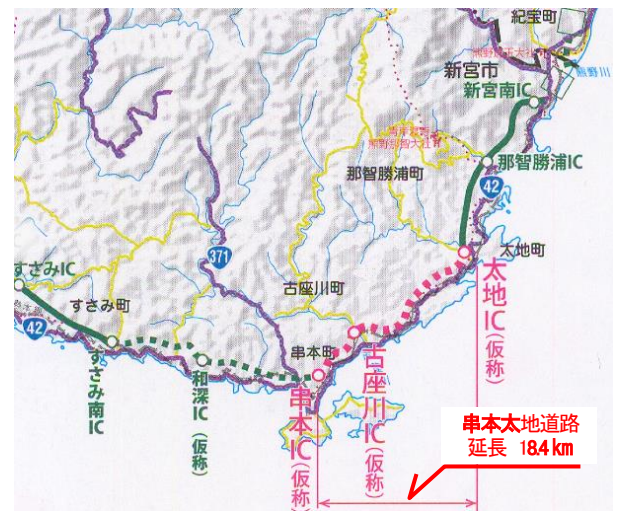 紀宝町
新宮市
新宮南IC
熊野川
那智勝浦IC
那智勝浦町
42
太地町
371
すさみIC
すさみ町
古座川町
太地IC(仮称)
42
串本町
すさみ南IC
和深IC(仮称)
串本IC(仮称)
古座川IC(仮称)
串本太地道路
延長 18.4km